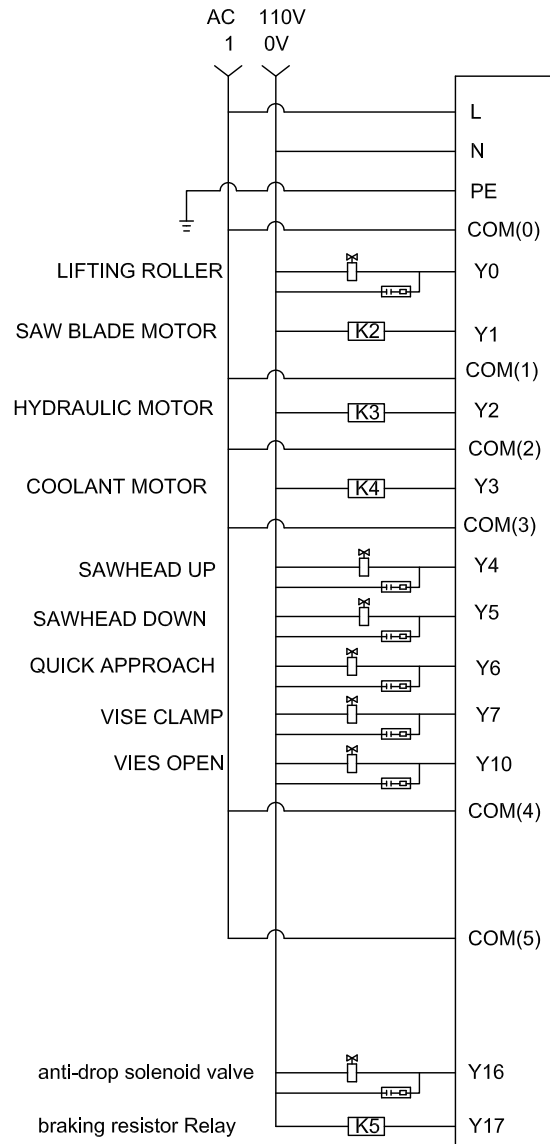 AC 110V
1 0V
L
N
PE
COM(0)
LIFTING ROLLER Y0
SAW BLADE MOTOR K2 Y1
COM(1)
HYDRAULIC MOTOR K3 Y2
COM(2)
COOLANT MOTOR K4 Y3
COM(3)
SAWHEAD UP Y4
SAWHEAD DOWN Y5
QUICK APPROACH Y6
VISE CLAMP Y7
VIES OPEN Y10
COM(4)
COM(5)
anti-drop solenoid valve Y16
braking resistor Relay K5 Y17